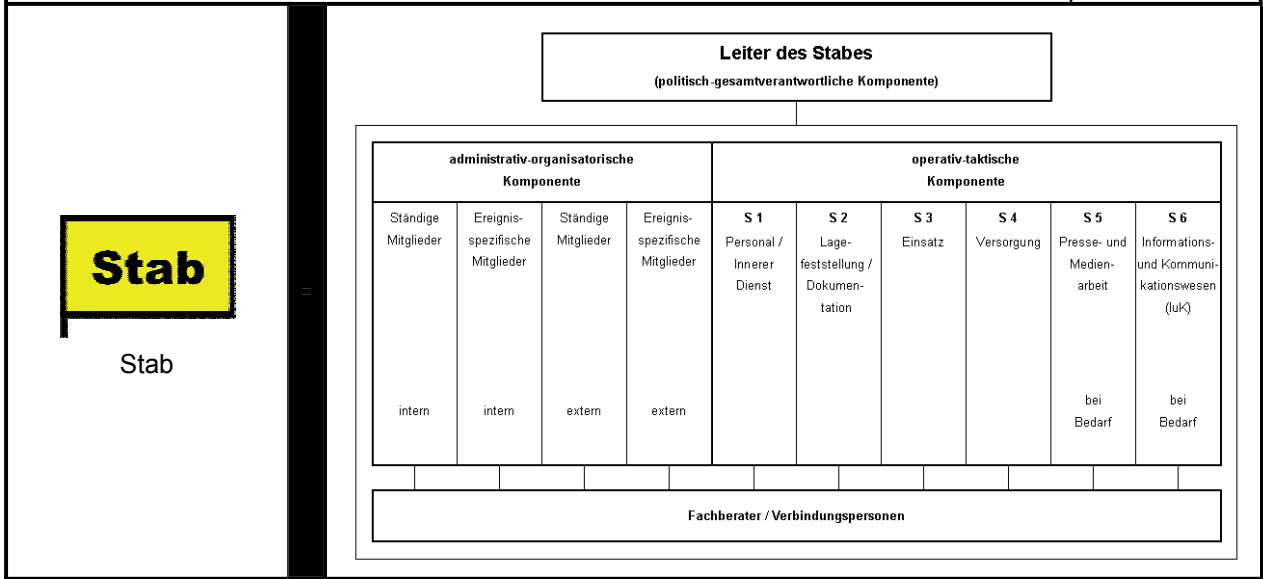 Stab
Stab
=
Leiter des Stabes
(politisch-gesamtverantwortliche Komponente)
administrativ-organisatorische
Komponente
operativ-taktische
Komponente
Ständige
Mitglieder
intern
Ereignis-
spezifische
Mitglieder
intern
Ständige
Mitglieder
extern
Ereignis-
spezifische
Mitglieder
extern
S 1
Personal /
Innerer
Dienst
S 2
Lage-
feststellung /
Dokumen-
tation
S 3
Einsatz
S 4
Versorgung
S 5
Presse- und
Medien-
arbeit
bei
Bedarf
S 6
Informations-
und Kommuni-
kationswesen
(IuK)
bei
Bedarf
Fachberater / Verbindungspersonen